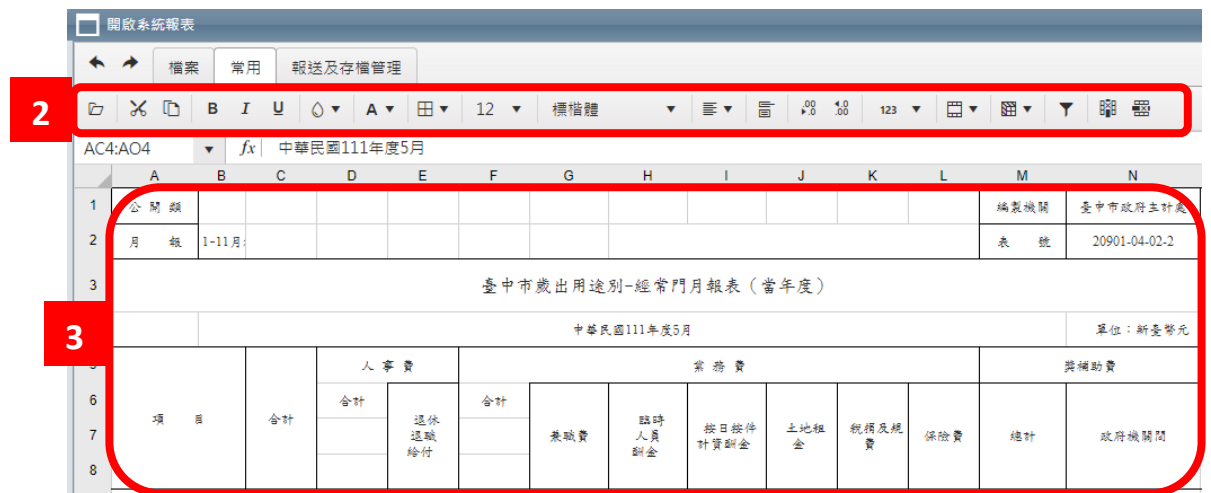 開啟系統報表
檔案 常用 報送及存檔管理
2
B I U A 12 標楷體 .00 .0 .0 .00 123
AC4:AO4 fx 中華民國111年度5月
A B C D E F G H I J K L M N
1 公開類 編製機關 臺中市政府主計處
2 月 報 1-11月: 表 號 20901-04-02-2
3 臺中市歲出用途別-經常門月報表（當年度）
3
中華民國111年度5月 單位：新臺幣元
人 事 費 業 務 費 獎補助費
6 合計 合計
項 目 合計 退休退職給付 兼職費 臨時人員酬金 按日按件計資酬金 土地租金 稅捐及規費 保險費 總計 政府機關間
7
8